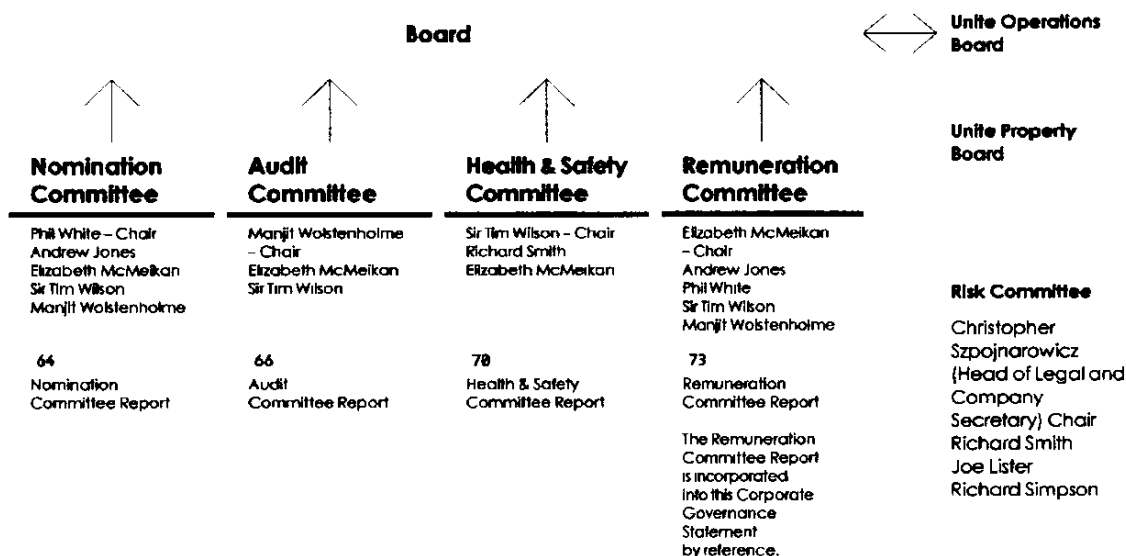 Board
Unite Operations
Board
Unite Property
Board
Nomination
Committee
Phil White – Chair
Andrew Jones
Elizabeth McMeikan
Sir Tim Wilson
Manjit Wolstenholme
64
Nomination
Committee Report
Audit
Committee
Manjit Wolstenholme
– Chair
Elizabeth McMeikan
Sir Tim Wilson
66
Audit
Committee Report
Health & Safety
Committee
Sir Tim Wilson – Chair
Richard Smith
Elizabeth McMeikan
70
Health & Safety
Committee Report
Remuneration
Committee
Elizabeth McMeikan
– Chair
Andrew Jones
Phil White
Sir Tim Wilson
Manjit Wolstenholme
73
Remuneration
Committee Report
The Remuneration
Committee Report
is incorporated
into this Corporate
Governance
Statement
by reference.
Risk Committee
Christopher
Szpojnarowicz
(Head of Legal and
Company
Secretary) Chair
Richard Smith
Joe Lister
Richard Simpson